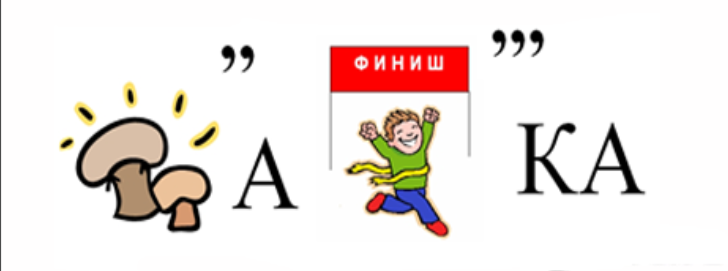 ,, А ФИНИШ ,,, КА